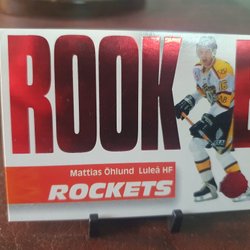 ROOK
Mattias Öhlund Luleå HF
ROCKETS